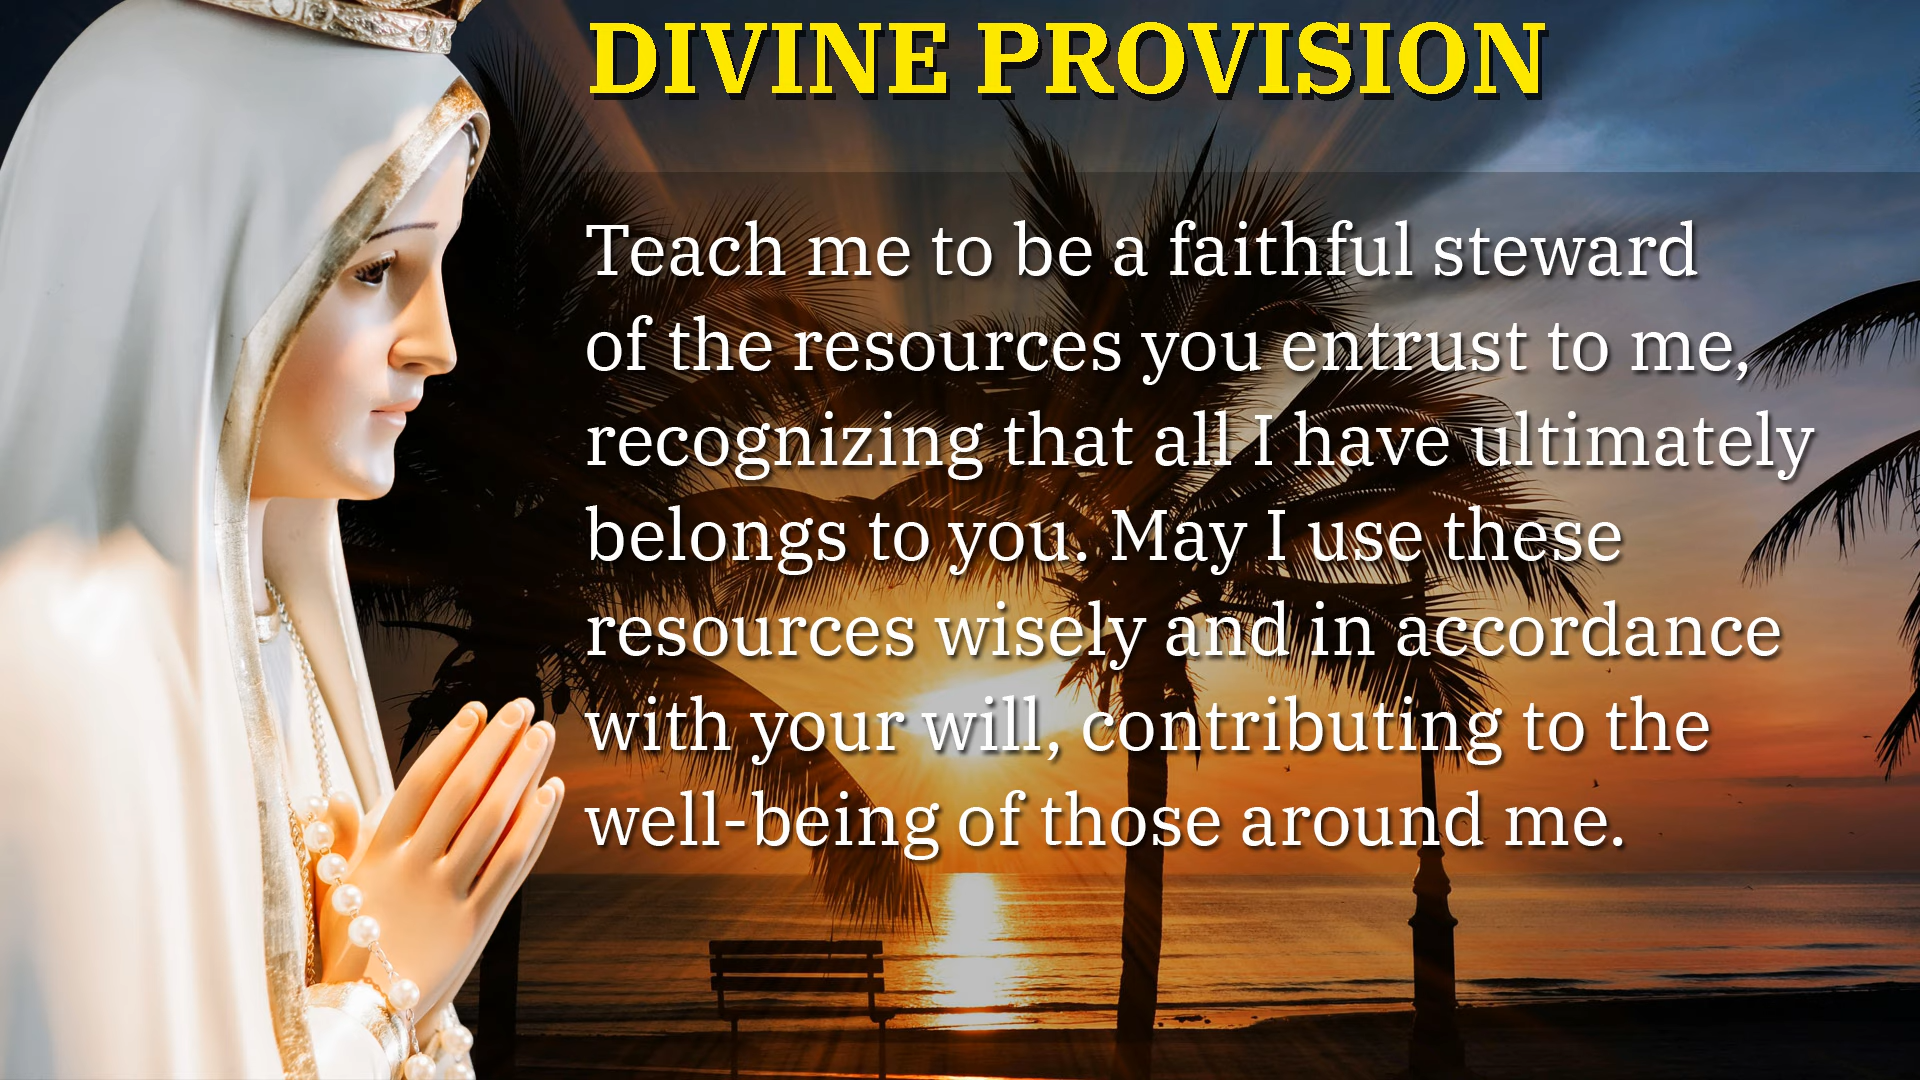 DIVINE PROVISION
Teach me to be a faithful steward
of the resources you entrust to me,
recognizing that all I have ultimately
belongs to you. May I use these
resources wisely and in accordance
with your will, contributing to the
well-being of those around me.